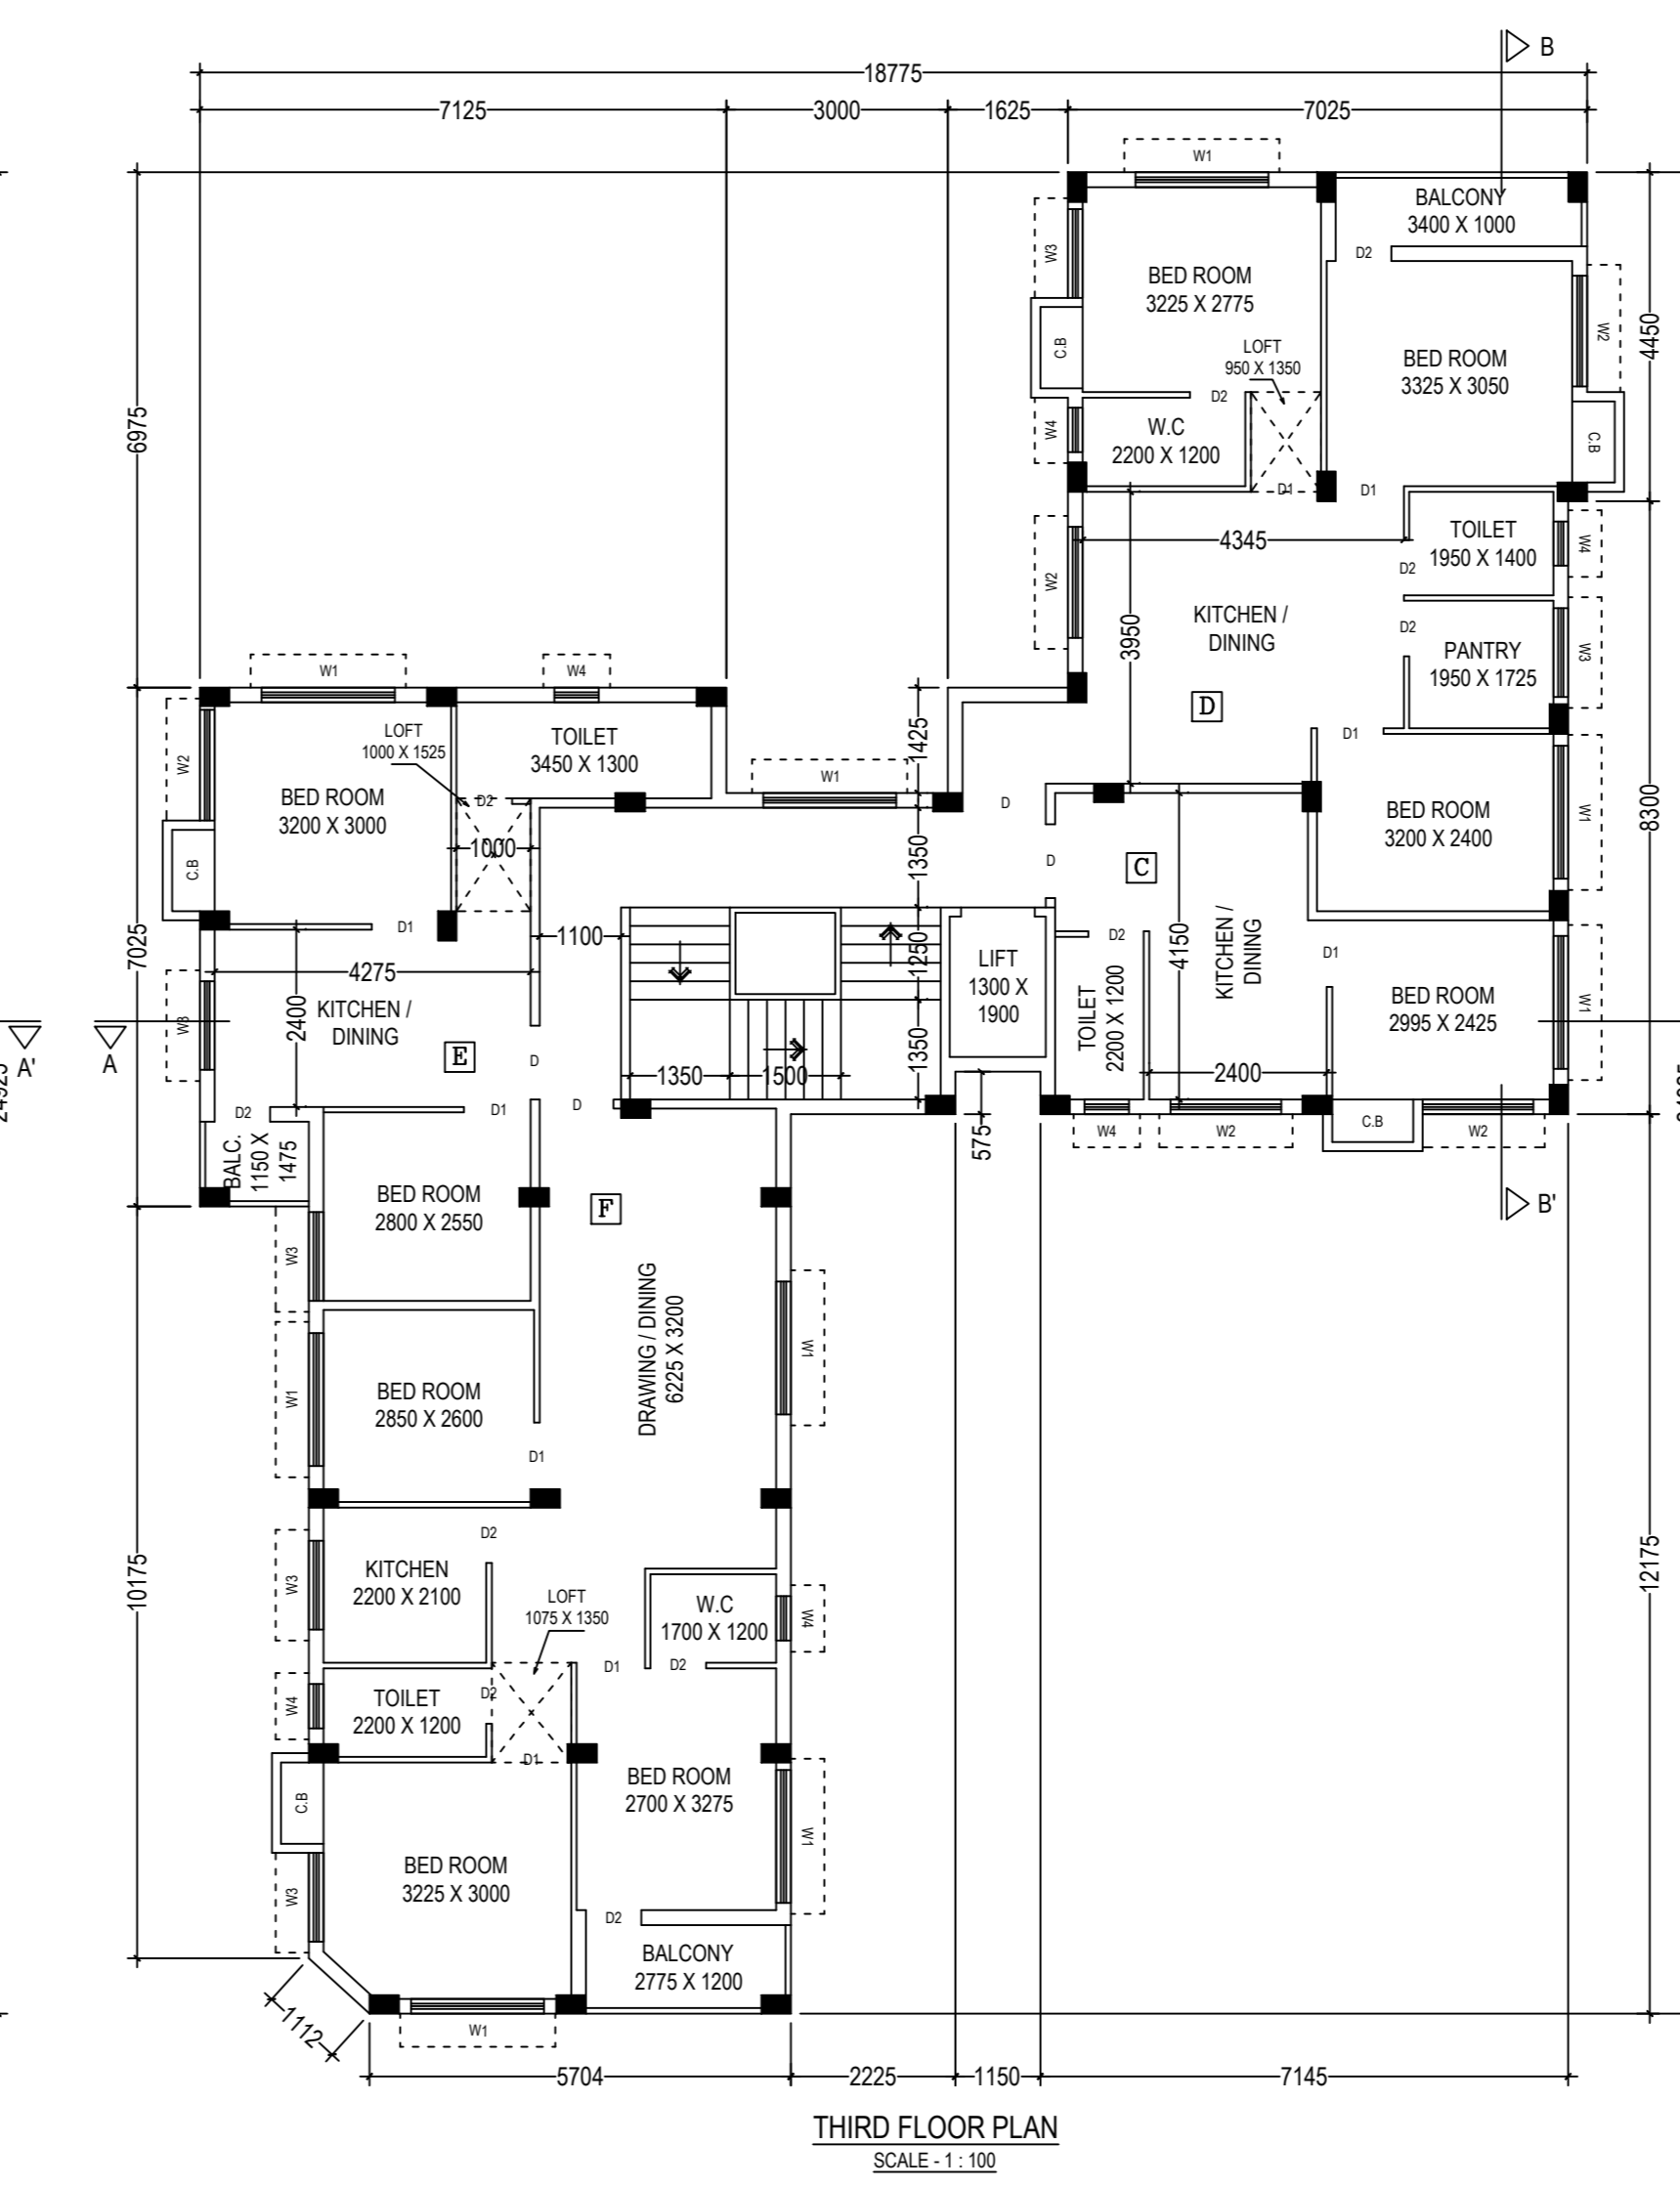 B
18775
7125
3000
1625
7025
W1
BALCONY
3400 X 1000
W3
D2
BED ROOM
3225 X 2775
W2
4450
C.B
LOFT
950 X 1350
BED ROOM
3325 X 3050
6975
D2
W4
W.C
2200 X 1200
C.B
D1
D1
TOILET
1950 X 1400
W4
4345
W2
D2
3950
KITCHEN /
DINING
D2
PANTRY
1950 X 1725
W3
W1
W4
D
LOFT
1000 X 1525
TOILET
3450 X 1300
1425
D1
W2
W1
BED ROOM
3200 X 3000
D2
D
BED ROOM
3200 X 2400
W1
8300
1000
1350
D
C
C.B
D1
1100
D2
4150
7025
4275
1250
LIFT
1300 X
1900
KITCHEN /
DINING
D1
2400
KITCHEN /
DINING
TOILET
2200 X 1200
BED ROOM
2995 X 2425
W1
W3
A'
A
E
D
1350
24925
1350
1500
2400
D2
D1
D
575
W4
W2
C.B
W2
BALC.
1150 X
1475
BED ROOM
2800 X 2550
F
B'
W3
DRAWING / DINING
6225 X 3200
W1
W1
BED ROOM
2850 X 2600
D1
D2
10175
KITCHEN
2200 X 2100
W3
12175
LOFT
1075 X 1350
W.C
1700 X 1200
W4
D1
D2
TOILET
2200 X 1200
D2
W4
D1
BED ROOM
2700 X 3275
C.B
W1
BED ROOM
3225 X 3000
W3
D2
BALCONY
2775 X 1200
1112
W1
5704
2225
1150
7145
THIRD FLOOR PLAN
SCALE - 1 : 100